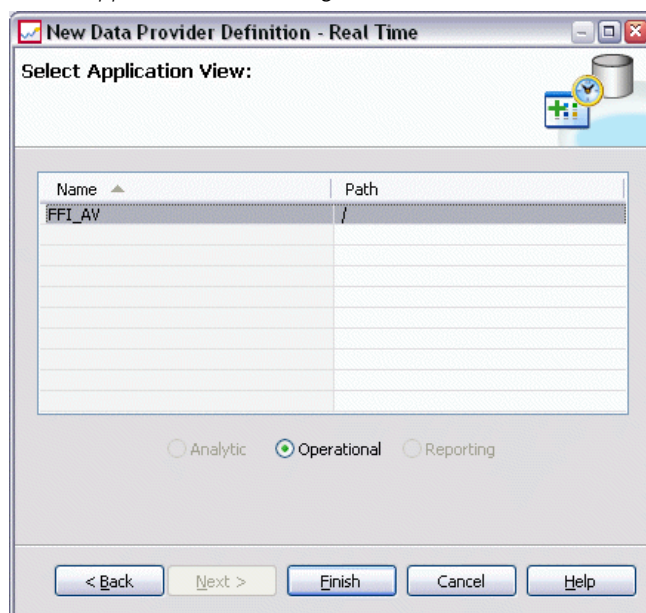 New Data Provider Definition - Real Time
Select Application View:
Name Path
FFI_AV /
Analytic Operational Reporting
< Back Next > Finish Cancel Help